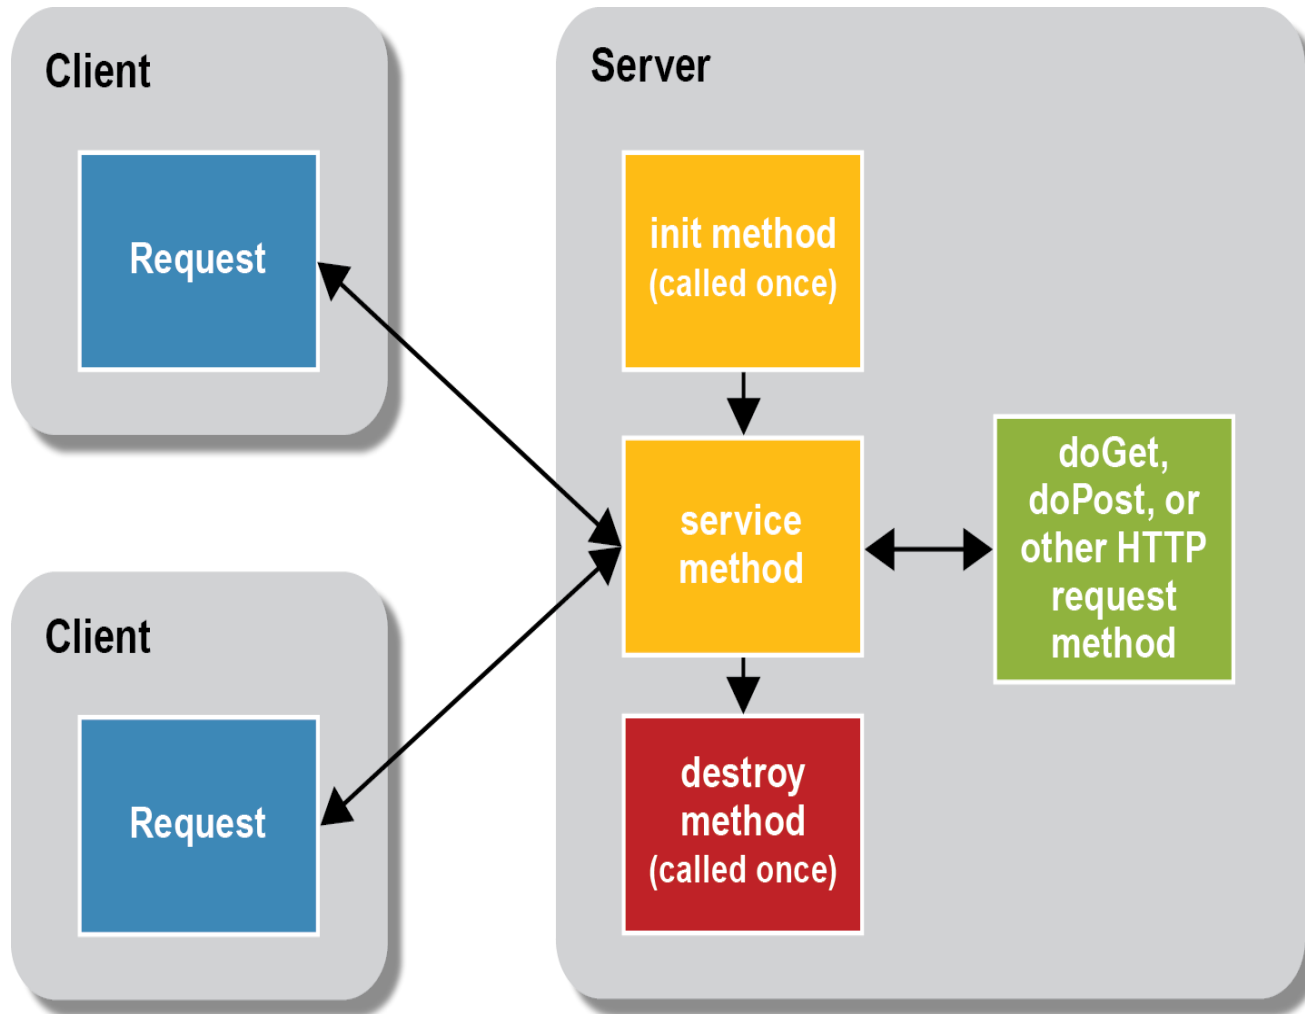 Client
Request
Client
Request
Server
init method
(called once)
service
method
doGet,
doPost, or
other HTTP
request
method
destroy
method
(called once)